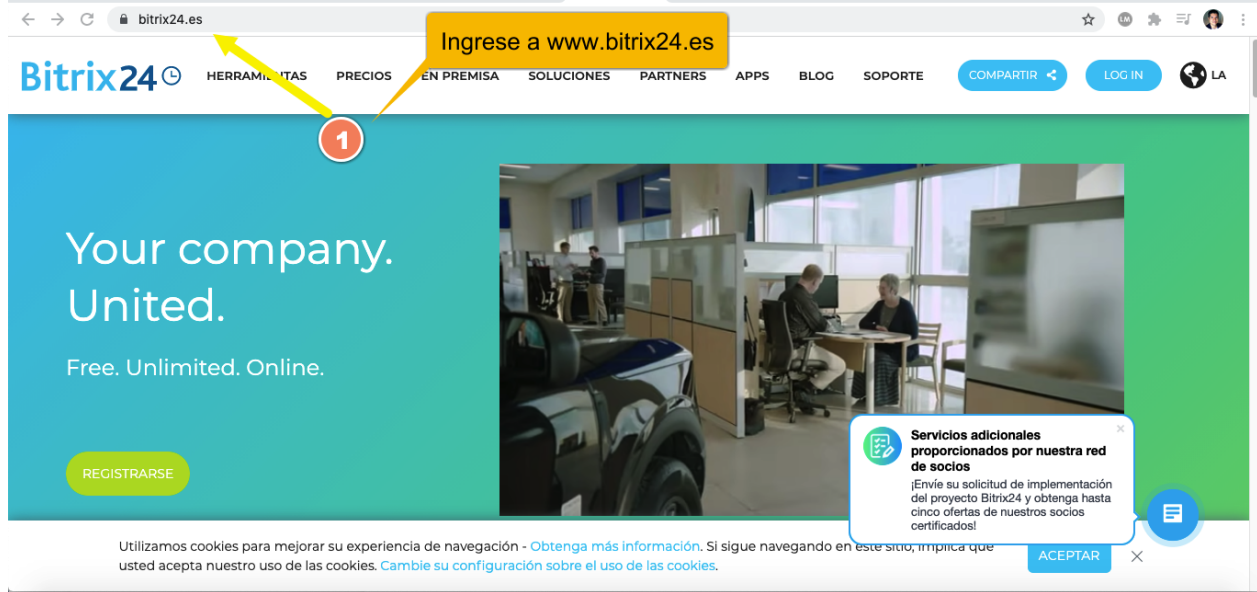 bitrix24.es
Ingrese a www.bitrix24.es
Bitrix24
HERRAMIENTAS PRECIOS EN PREMISA SOLUCIONES PARTNERS APPS BLOG SOPORTE COMPARTIR LOG IN LA
1
Your company.
United.
Free. Unlimited. Online.
REGISTRARSE
Servicios adicionales
proporcionados por nuestra red
de socios
¡Envíe su solicitud de implementación
del proyecto Bitrix24 y obtenga hasta
cinco ofertas de nuestros socios
certificados!
Utilizamos cookies para mejorar su experiencia de navegación - Obtenga más información. Si sigue navegando en este sitio, implica que
usted acepta nuestro uso de las cookies. Cambie su configuración sobre el uso de las cookies.
ACEPTAR